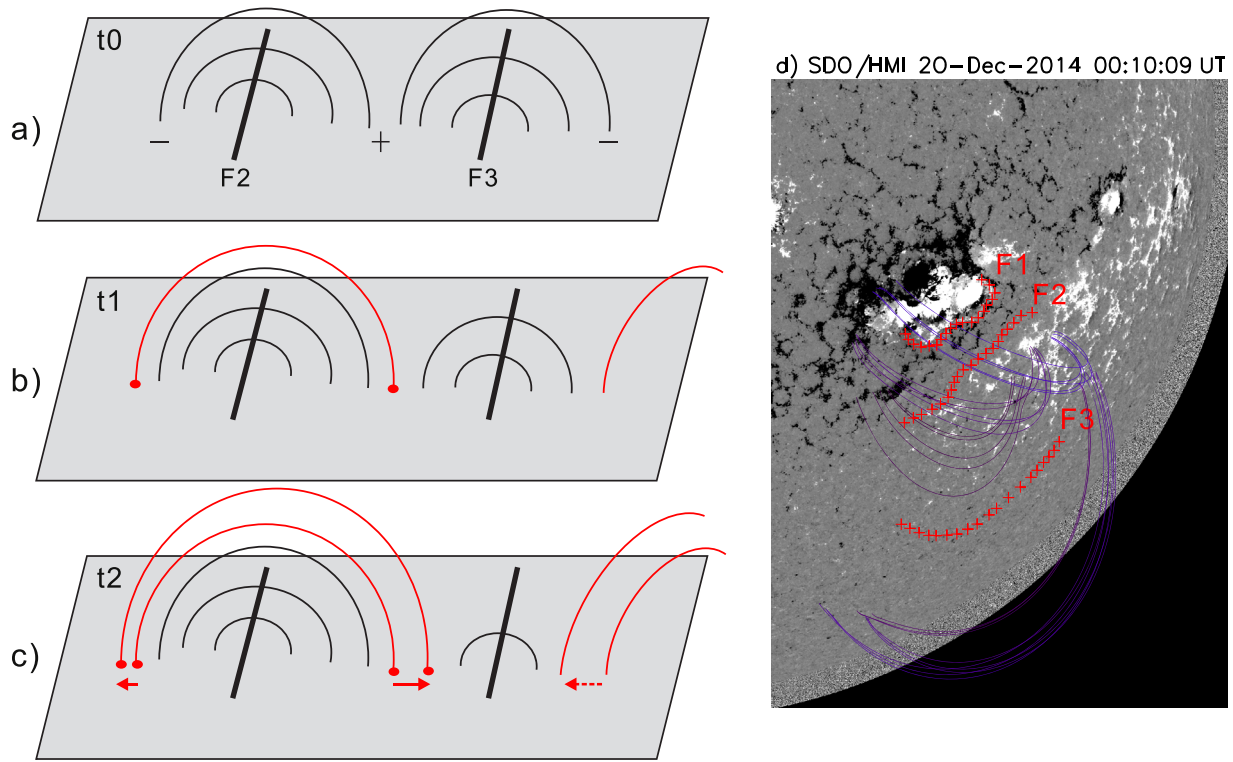 a)
t0
−
+
−
F2
F3
b)
t1
c)
t2
d) SDO/HMI 20-Dec-2014 00:10:09 UT
F1
F2
F3